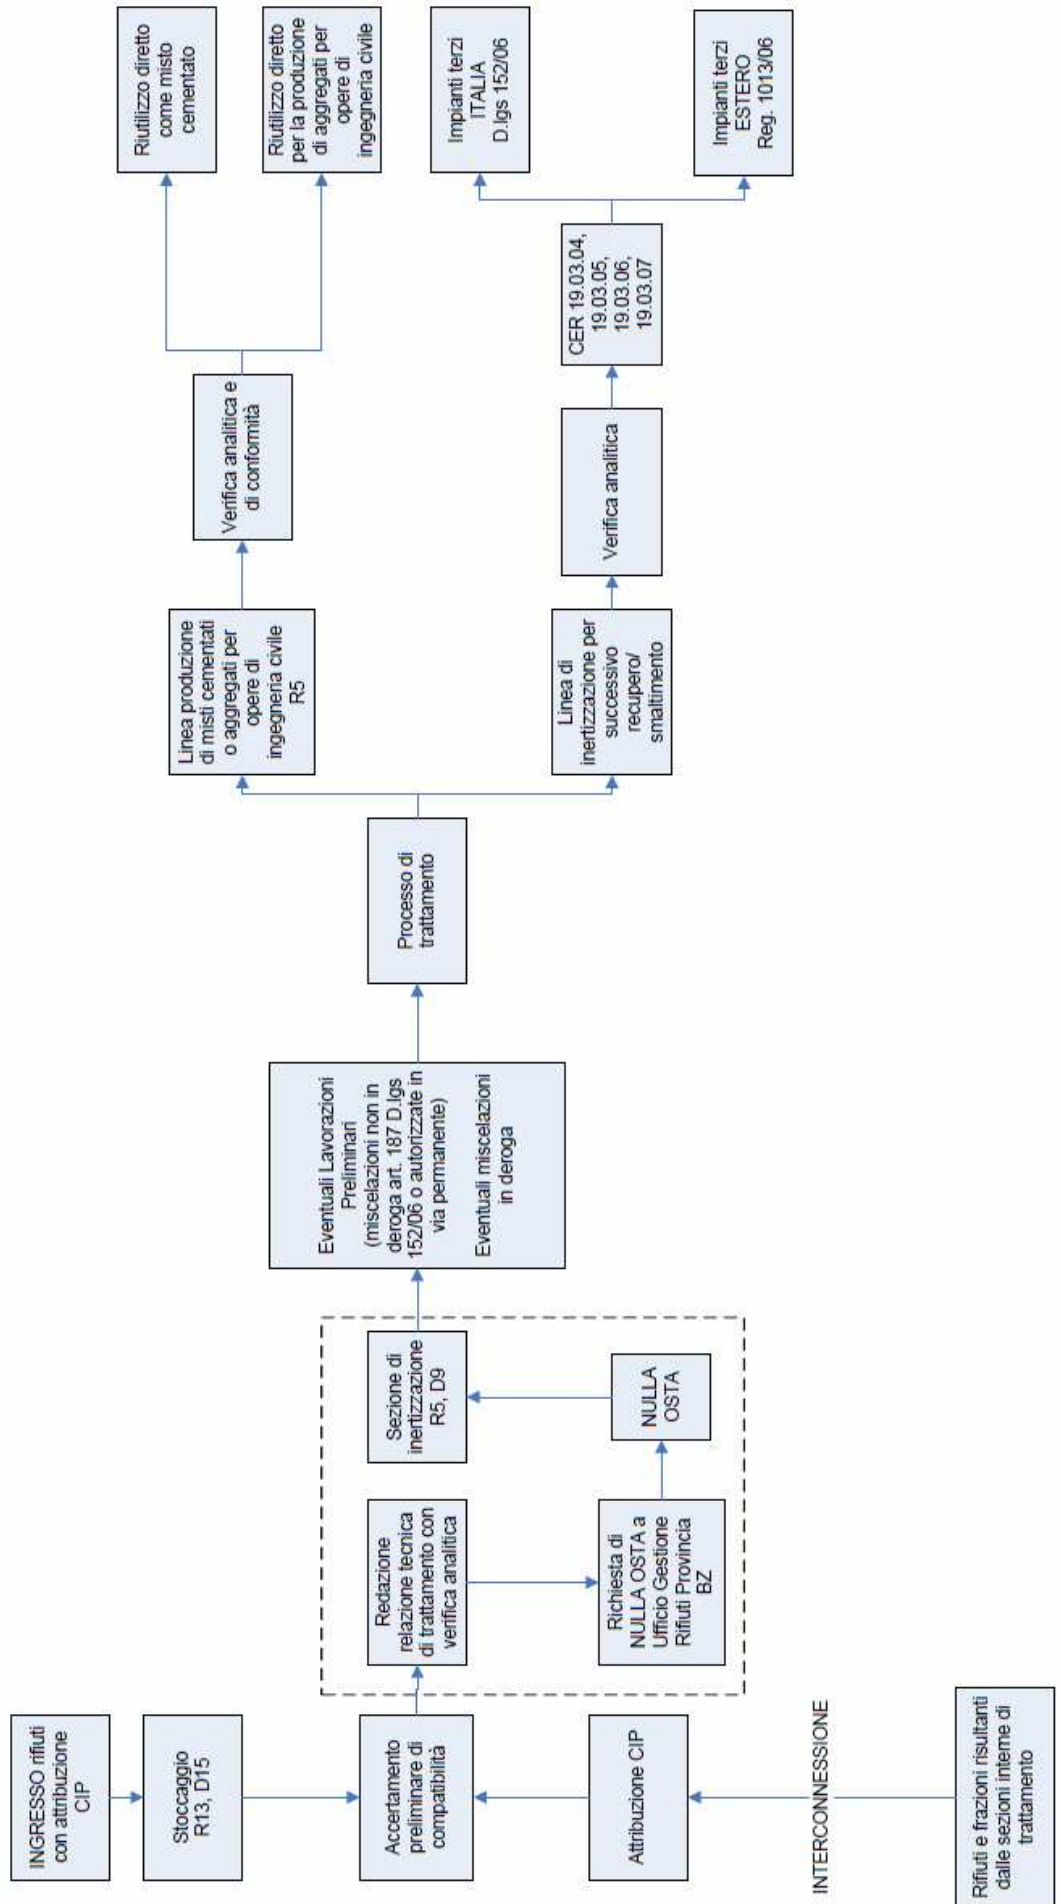 INGRESSO rifiuti
con attribuzione
CIP
Stoccaggio
R13, D15
Accertamento
preliminare di
compatibilità
Attribuzione CIP
INTERCONNESSIONE
Rifiuti e frazioni risultanti
dalle sezioni interne di
trattamento
Redazione
relazione tecnica
di trattamento con
verifica analitica
Richiesta di
NULLA OSTA a
Ufficio Gestione
Rifiuti Provincia
BZ
NULLA
OSTA
Sezione di
inertizzazione
R5, D9
Eventuali Lavorazioni
Preliminari
(miscelazioni non in
deroga art. 187 D.lgs
152/06 o autorizzate in
via permanente)
Eventuali miscelazioni
in deroga
Processo di
trattamento
Linea produzione
di misti cementati
o aggregati per
opere di
ingegneria civile
R5
Verifica analitica e
di conformità
Riutilizzo diretto
come misto
cementato
Riutilizzo diretto
per la produzione
di aggregati per
opere di
ingegneria civile
Linea di
inertizzazione per
successivo
recupero/
smaltimento
Verifica analitica
CER 19.03.04,
19.03.05,
19.03.06,
19.03.07
Impianti terzi
ITALIA
D.lgs 152/06
Impianti terzi
ESTERO
Reg. 1013/06